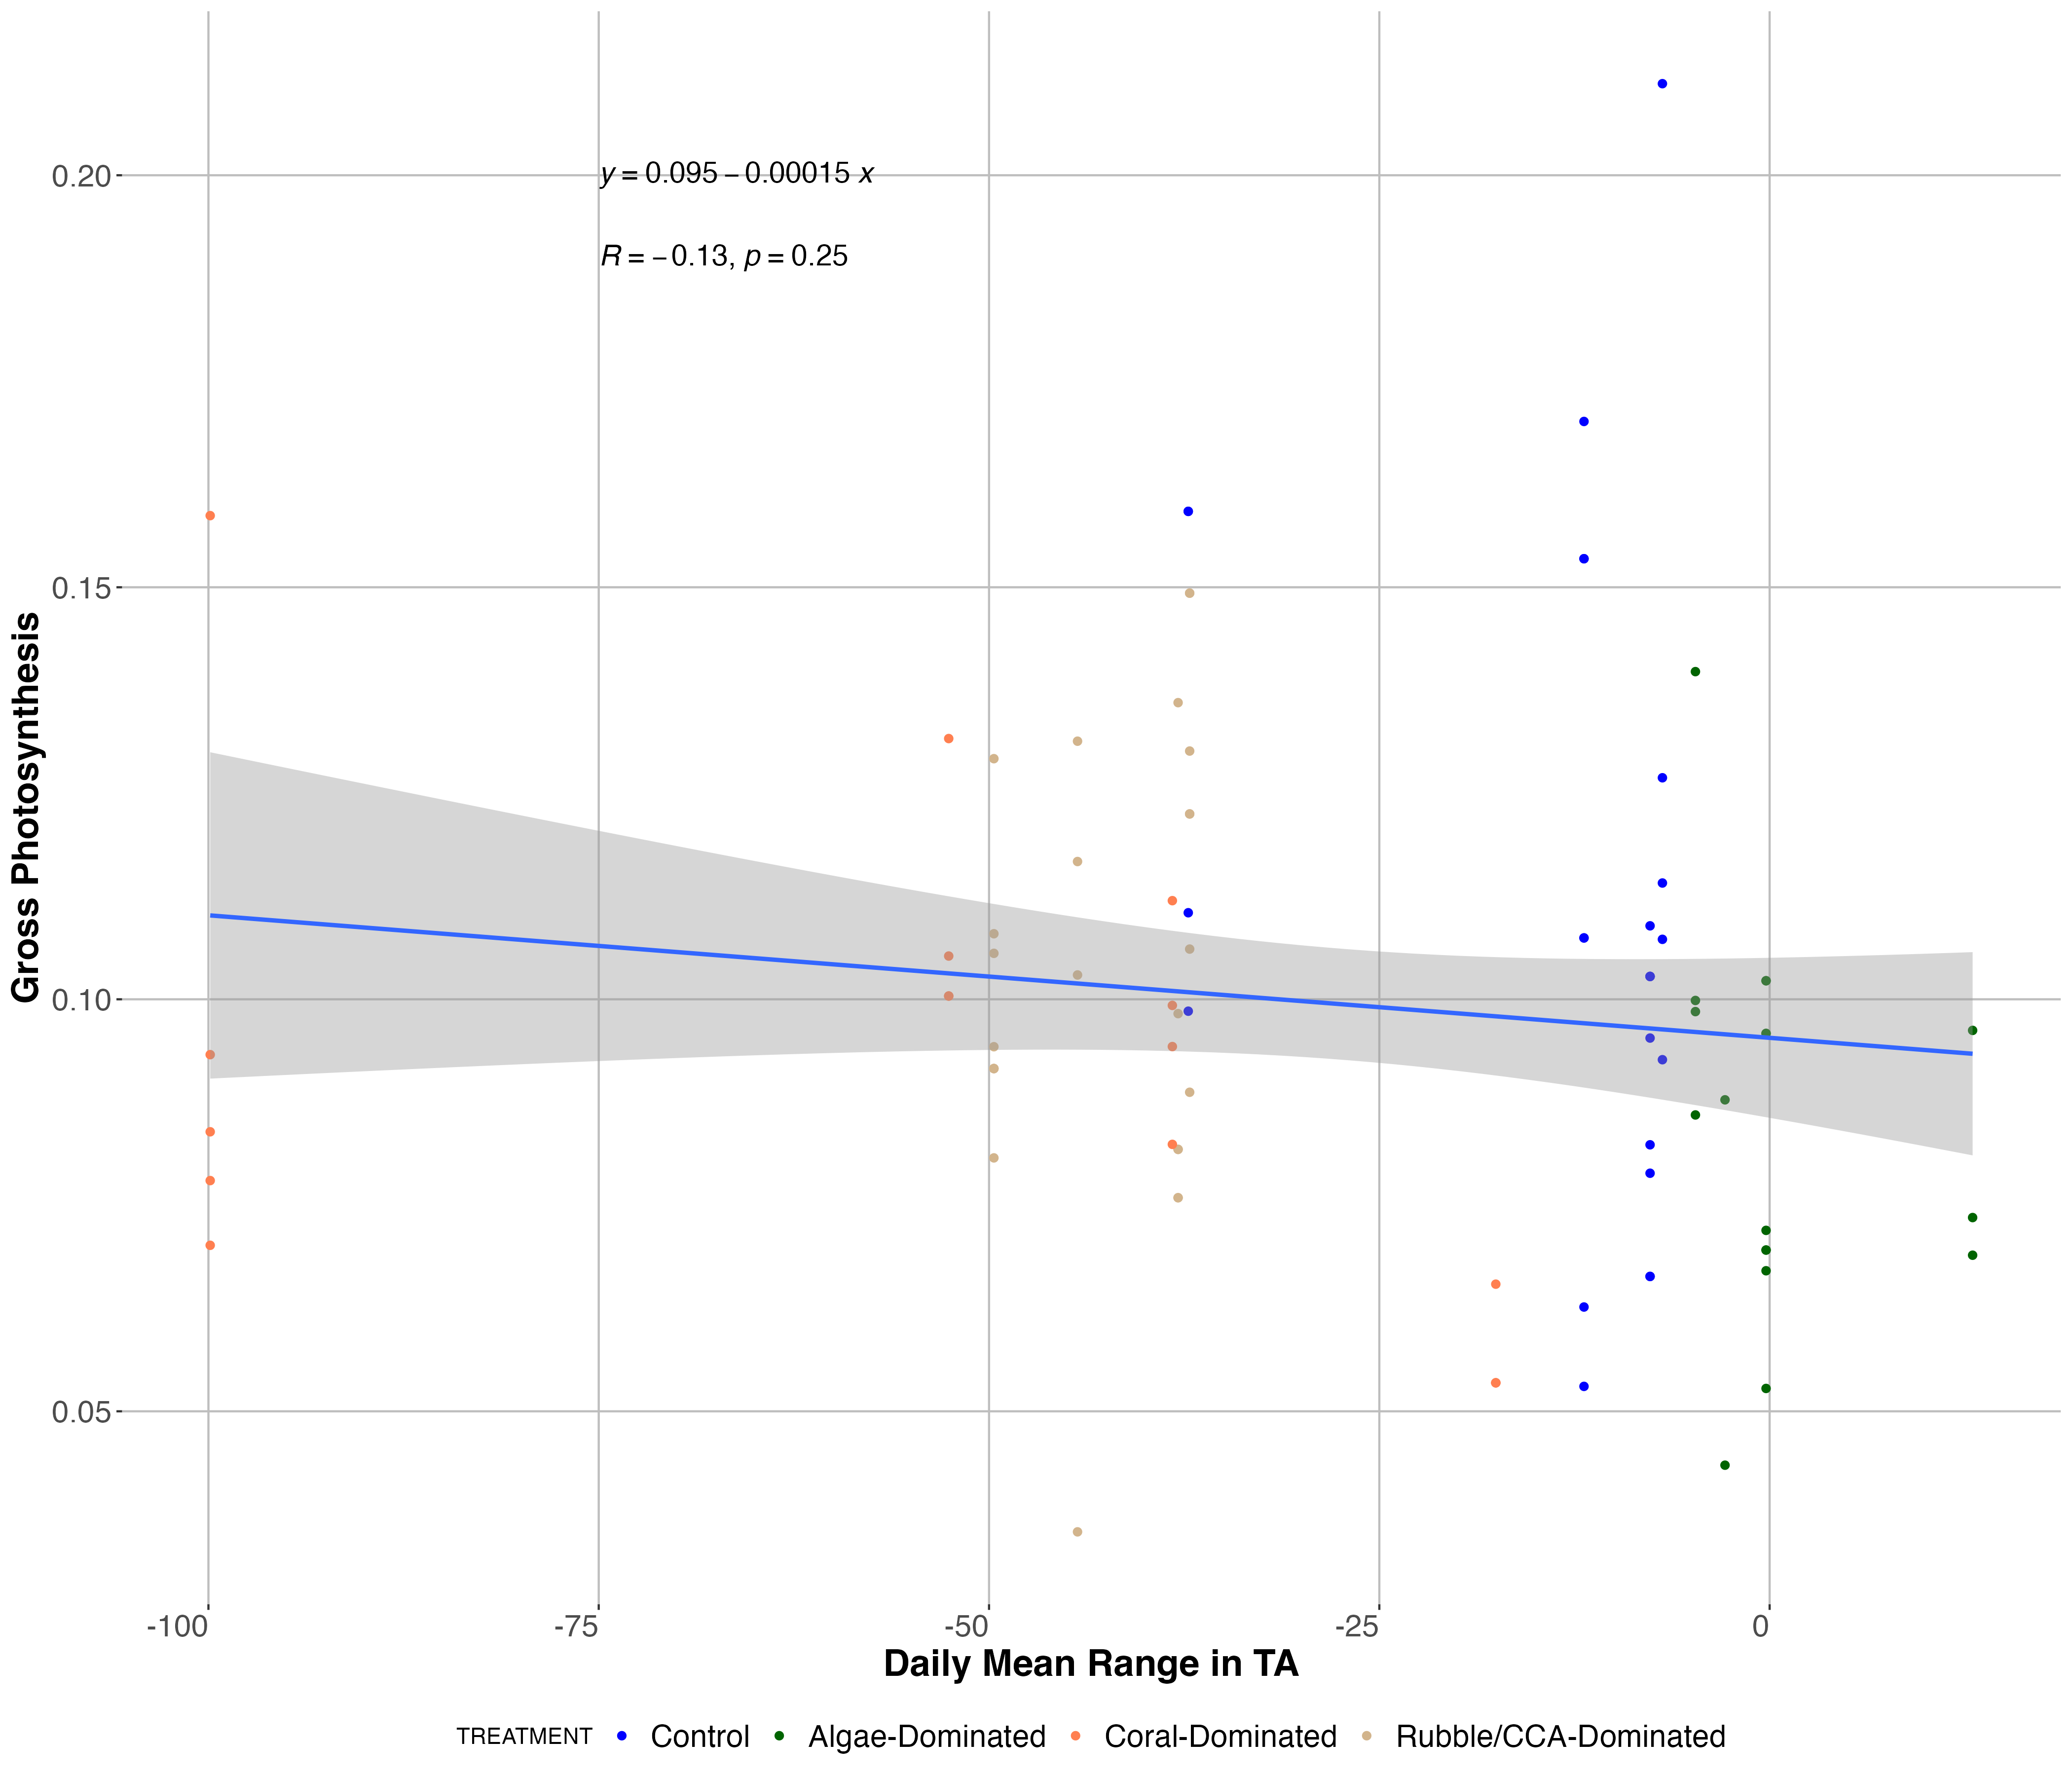 0.20
y = 0.095 − 0.00015 x
R = −0.13, p = 0.25
0.15
Gross Photosynthesis
0.10
0.05
-100 -75 -50 -25 0
Daily Mean Range in TA
TREATMENT Control Algae-Dominated Coral-Dominated Rubble/CCA-Dominated